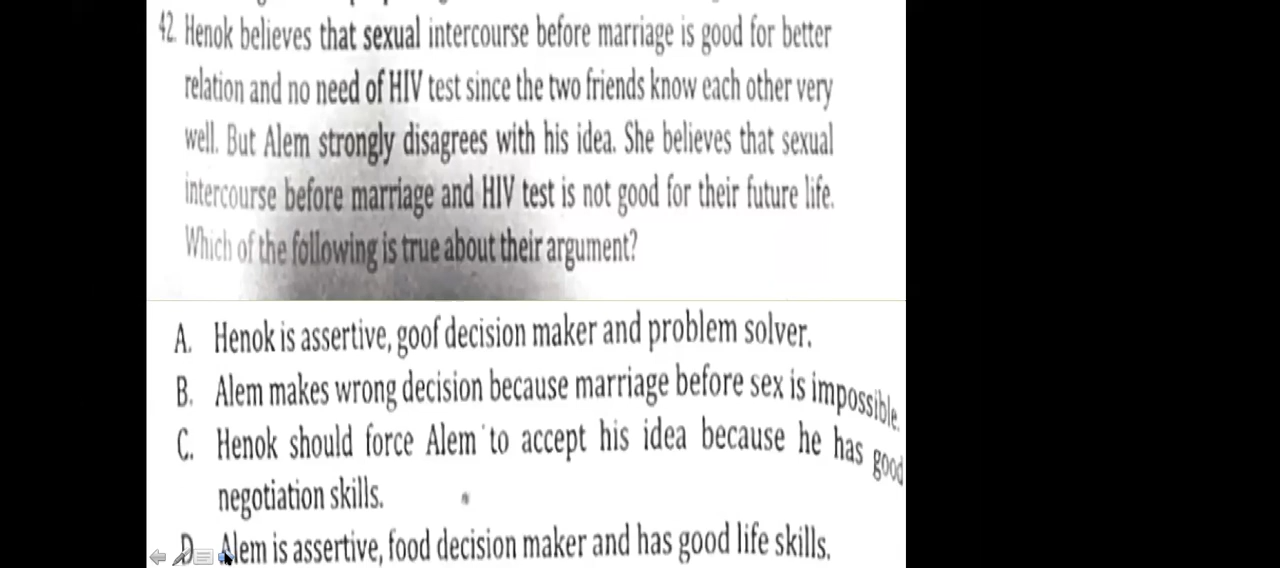 42. Henok believes that sexual intercourse before marriage is good for better
relation and no need of HIV test since the two friends know each other very
well. But Alem strongly disagrees with his idea. She believes that sexual
intercourse before marriage and HIV test is not good for their future life.
Which of the following is true about their argument?
A. Henok is assertive, goof decision maker and problem solver.
B. Alem makes wrong decision because marriage before sex is impossible.
C. Henok should force Alem to accept his idea because he has good
negotiation skills.
D. Alem is assertive, food decision maker and has good life skills.